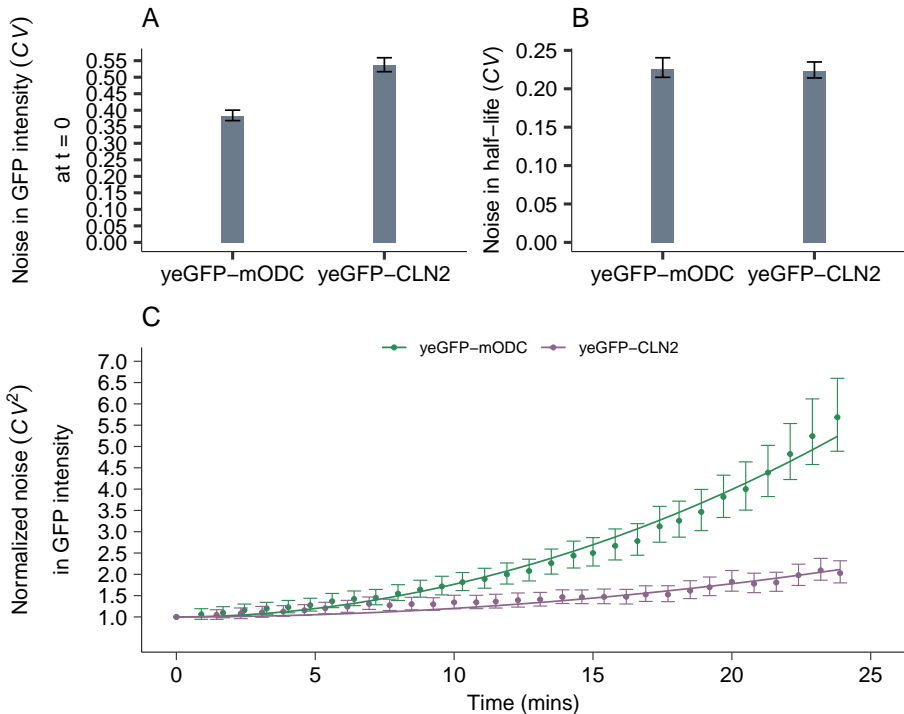 A
Noise in GFP intensity (CV)
at t = 0
0.55
0.50
0.45
0.40
0.35
0.30
0.25
0.20
0.15
0.10
0.05
0.00
yeGFP−mODC yeGFP−CLN2
B
Noise in half−life (CV)
0.25
0.20
0.15
0.10
0.05
0.00
yeGFP−mODC yeGFP−CLN2
C
yeGFP−mODC yeGFP−CLN2
Normalized noise (CV²)
in GFP intensity
7.0
6.5
6.0
5.5
5.0
4.5
4.0
3.5
3.0
2.5
2.0
1.5
1.0
0 5 10 15 20 25
Time (mins)